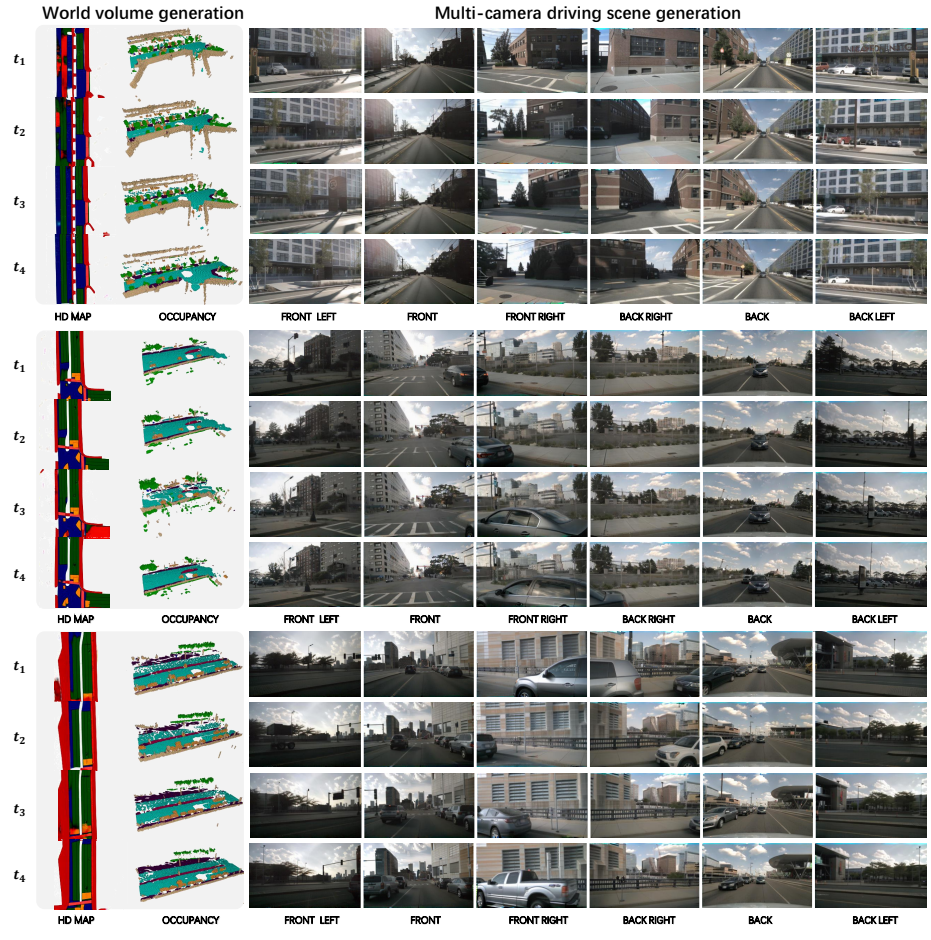 World volume generation
Multi-camera driving scene generation
t₁
t₂
t₃
t₄
HD MAP OCCUPANCY FRONT LEFT FRONT FRONT RIGHT BACK RIGHT BACK BACK LEFT
t₁
t₂
t₃
t₄
HD MAP OCCUPANCY FRONT LEFT FRONT FRONT RIGHT BACK RIGHT BACK BACK LEFT
t₁
t₂
t₃
t₄
HD MAP OCCUPANCY FRONT LEFT FRONT FRONT RIGHT BACK RIGHT BACK BACK LEFT